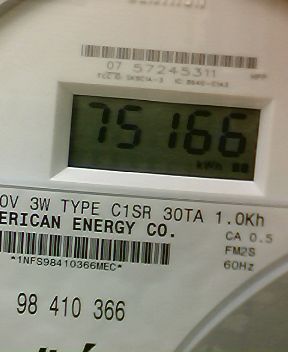 07 57245311
75166
kWh 88
0V 3W TYPE C1SR 30TA 1.0Kh
ERICAN ENERGY CO.
CA 0.5
FM2S
60Hz
*1NFS98410366MEC*
98 410 366